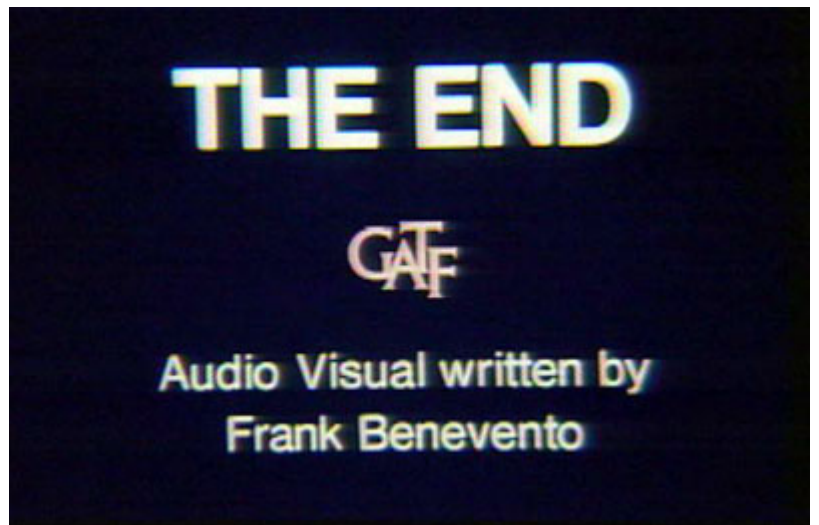 THE END
GATF
Audio Visual written by
Frank Benevento